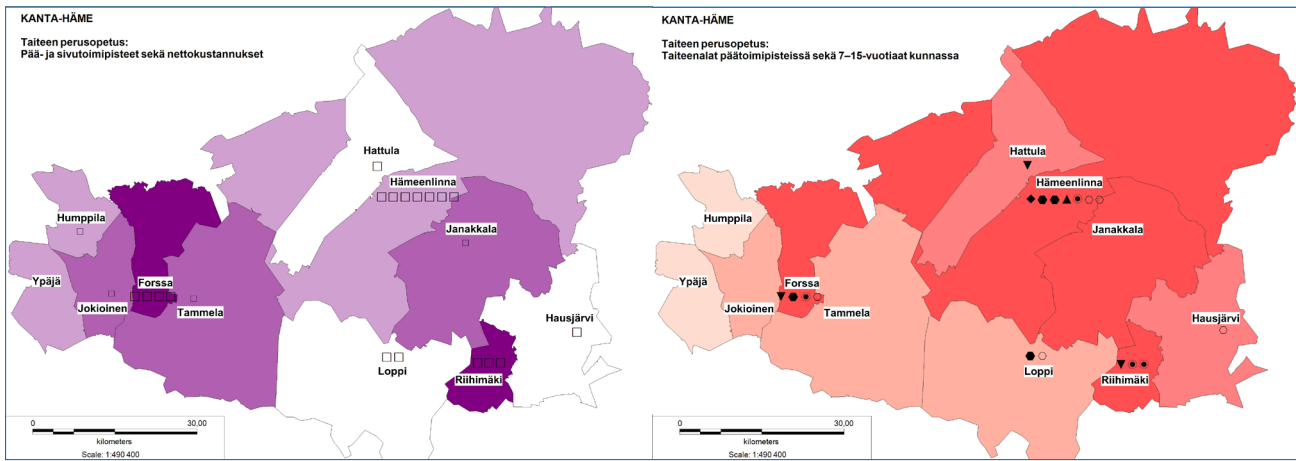 KANTA-HÄME
Taiteen perusopetus:
Pää- ja sivutoimipisteet sekä nettokustannukset
Hattula
Hämeenlinna
Humppila
Janakkala
Ypäjä
Forssa
Jokioinen
Tammela
Hausjärvi
Loppi
Riihimäki
0
30,00
kilometers
Scale: 1:490 400
KANTA-HÄME
Taiteen perusopetus:
Taiteenalat päätoimipisteissä sekä 7–15-vuotiaat kunnassa
Hattula
Hämeenlinna
Humppila
Janakkala
Ypäjä
Forssa
Jokioinen
Tammela
Hausjärvi
Loppi
Riihimäki
0
30,00
kilometers
Scale: 1:490 400